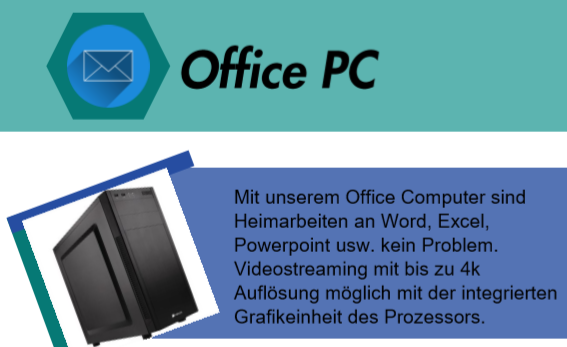 Office PC
Mit unserem Office Computer sind
Heimarbeiten an Word, Excel,
Powerpoint usw. kein Problem.
Videostreaming mit bis zu 4k
Auflösung möglich mit der integrierten
Grafikeinheit des Prozessors.